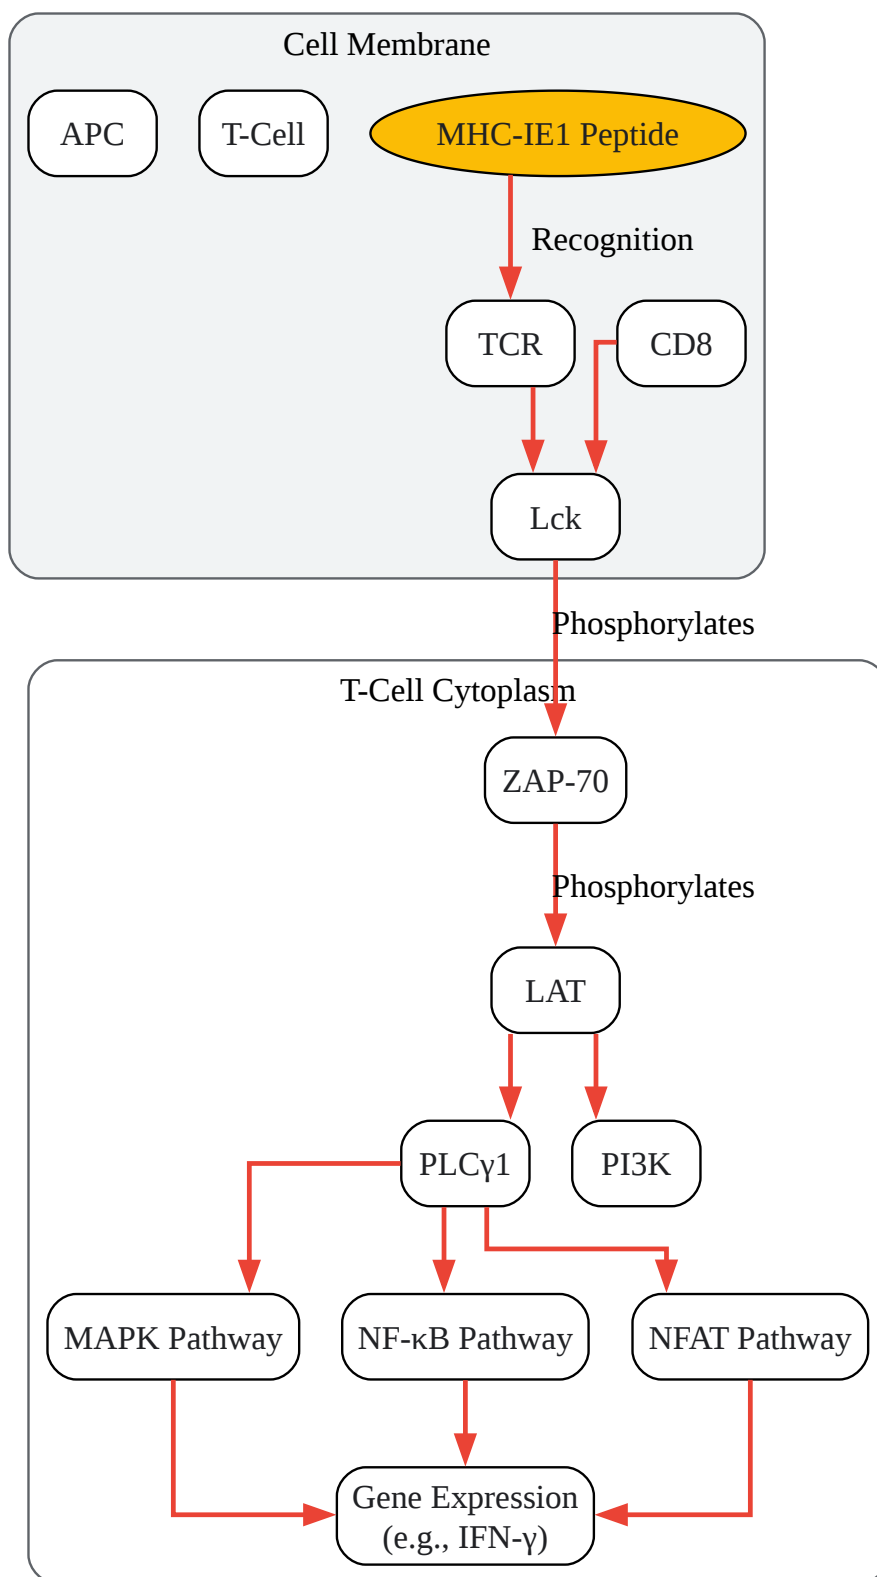 Cell Membrane
APC
T-Cell
MHC-IE1 Peptide
Recognition
TCR
CD8
Lck
Phosphorylates
T-Cell Cytoplasm
ZAP-70
Phosphorylates
LAT
PLCγ1
PI3K
MAPK Pathway
NF-κB Pathway
NFAT Pathway
Gene Expression
(e.g., IFN-γ)